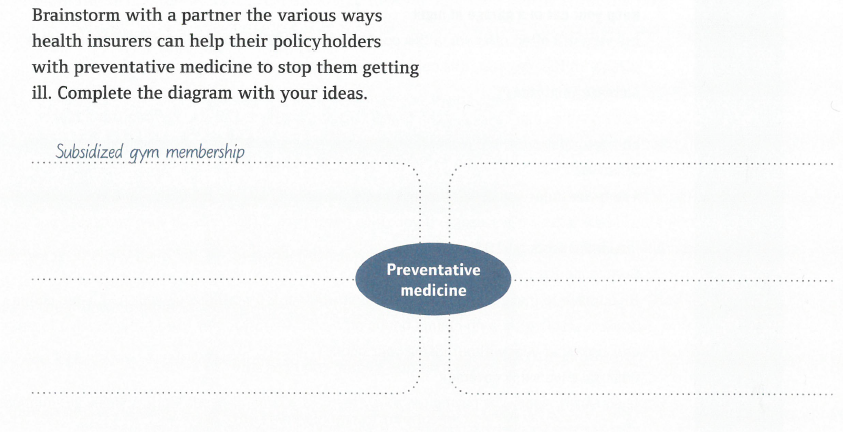 Brainstorm with a partner the various ways
health insurers can help their policyholders
with preventative medicine to stop them getting
ill. Complete the diagram with your ideas.
Subsidized gym membership
Preventative
medicine